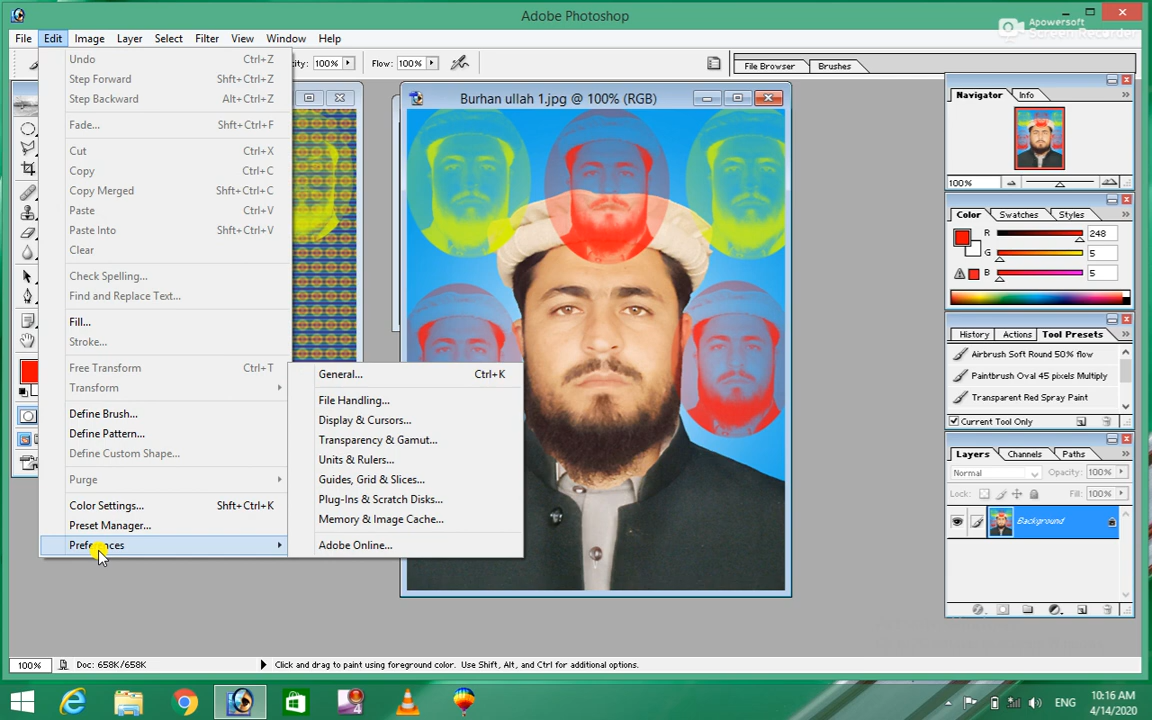 Adobe Photoshop
Apowersoft
Screen Recorder
File Edit Image Layer Select Filter View Window Help
Flow: 100%
File Browser Brushes
Undo Ctrl+Z
Step Forward Shft+Ctrl+Z
Step Backward Alt+Ctrl+Z
Fade... Shft+Ctrl+F
Cut Ctrl+X
Copy Ctrl+C
Copy Merged Shft+Ctrl+C
Paste Ctrl+V
Paste Into Shft+Ctrl+V
Clear
Check Spelling...
Find and Replace Text...
Fill...
Stroke...
Free Transform Ctrl+T
Transform
Define Brush...
Define Pattern...
Define Custom Shape...
Purge
Color Settings... Shft+Ctrl+K
Preset Manager...
Preferences
General... Ctrl+K
File Handling...
Display & Cursors...
Transparency & Gamut...
Units & Rulers...
Guides, Grid & Slices...
Plug-Ins & Scratch Disks...
Memory & Image Cache...
Adobe Online...
Burhan ullah 1.jpg @ 100% (RGB)
Navigator Info
100%
Color Swatches Styles
R 248
G 5
B 5
History Actions Tool Presets
Airbrush Soft Round 50% flow
Paintbrush Oval 45 pixels Multiply
Transparent Red Spray Paint
Current Tool Only
Layers Channels Paths
Normal Opacity: 100%
Lock: Fill: 100%
Background
100% Doc: 658K/658K Click and drag to paint using foreground color. Use Shift, Alt, and Ctrl for additional options.
4
ENG
10:16 AM
4/14/2020